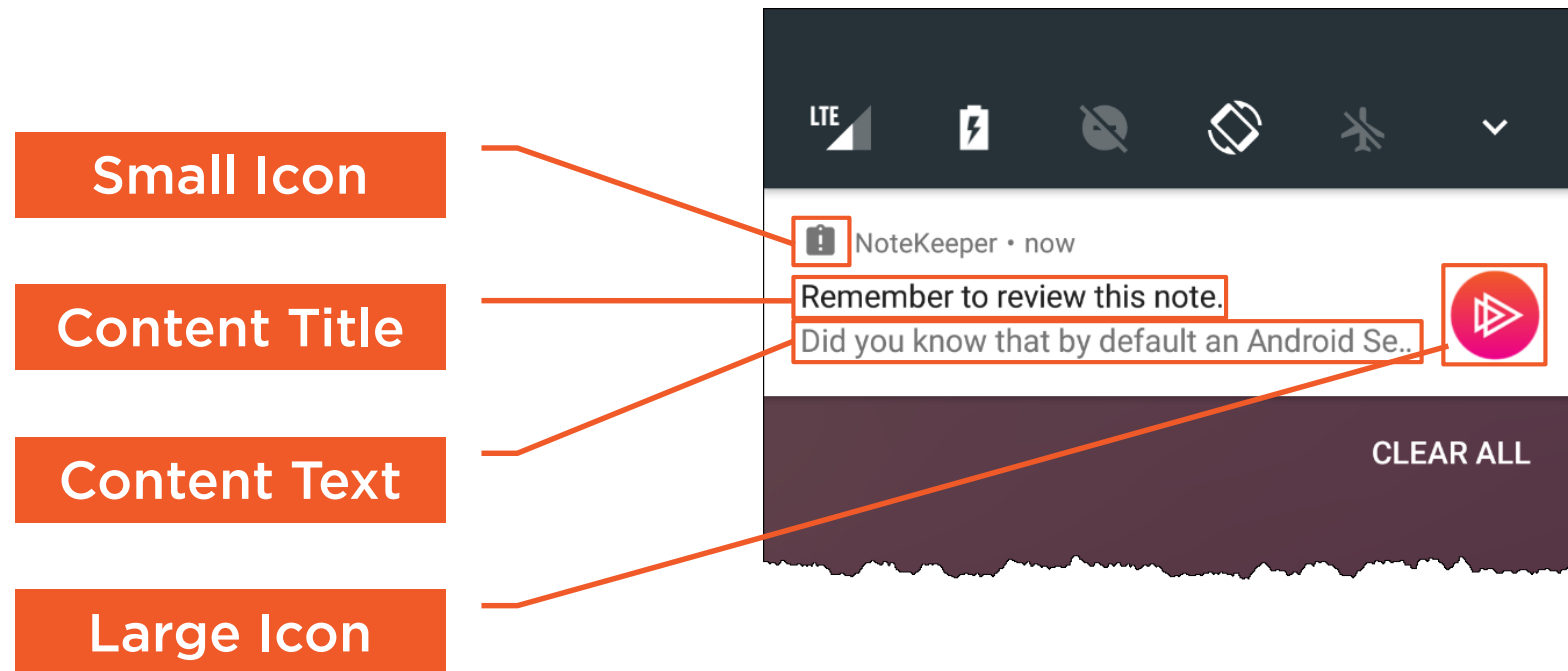 LTE
Small Icon
NoteKeeper • now
Remember to review this note.
Content Title
Did you know that by default an Android Se..
Content Text
CLEAR ALL
Large Icon